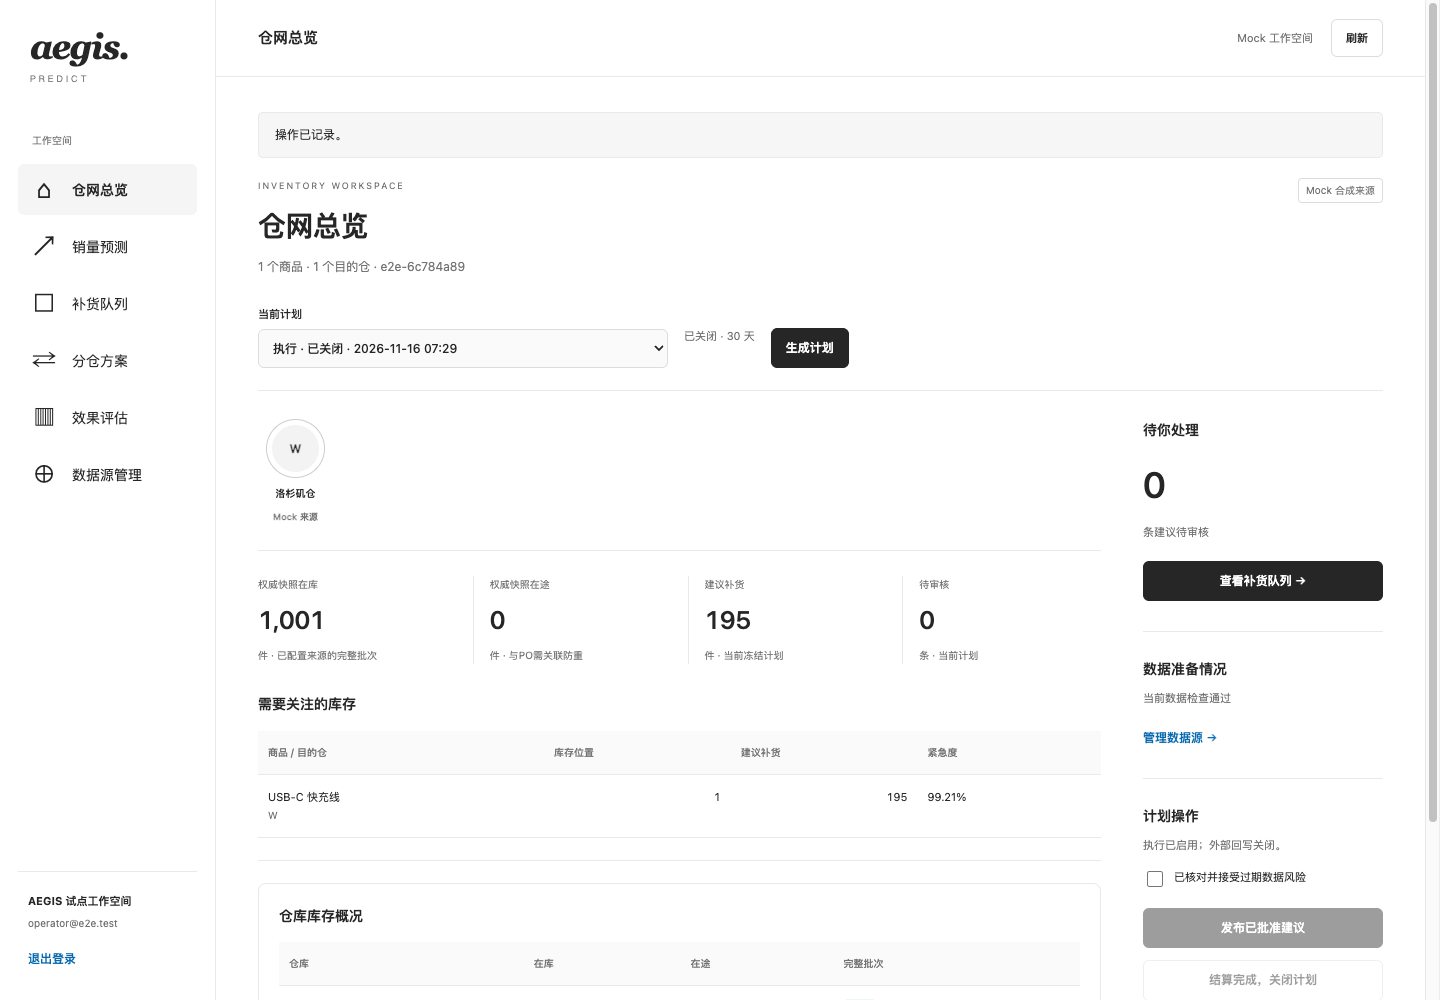 aegis.
PREDICT
工作空间
仓网总览
销量预测
补货队列
分仓方案
效果评估
数据源管理
AEGIS 试点工作空间
operator@e2e.test
退出登录
仓网总览
Mock 工作空间
刷新
操作已记录。
INVENTORY WORKSPACE
Mock 合成来源
仓网总览
1 个商品 · 1 个目的仓 · e2e-6c784a89
当前计划
执行 · 已关闭 · 2026-11-16 07:29
已关闭 · 30 天
生成计划
W
洛杉矶仓
Mock 来源
权威快照在库
1,001
件 · 已配置来源的完整批次
权威快照在途
0
件 · 与PO需关联防重
建议补货
195
件 · 当前冻结计划
待审核
0
条 · 当前计划
需要关注的库存
商品 / 目的仓 库存位置 建议补货 紧急度
USB-C 快充线 1 195 99.21%
W
仓库库存概况
仓库 在库 在途 完整批次
待你处理
0
条建议待审核
查看补货队列 →
数据准备情况
当前数据检查通过
管理数据源 →
计划操作
执行已启用；外部回写关闭。
已核对并接受过期数据风险
发布已批准建议
结算完成，关闭计划